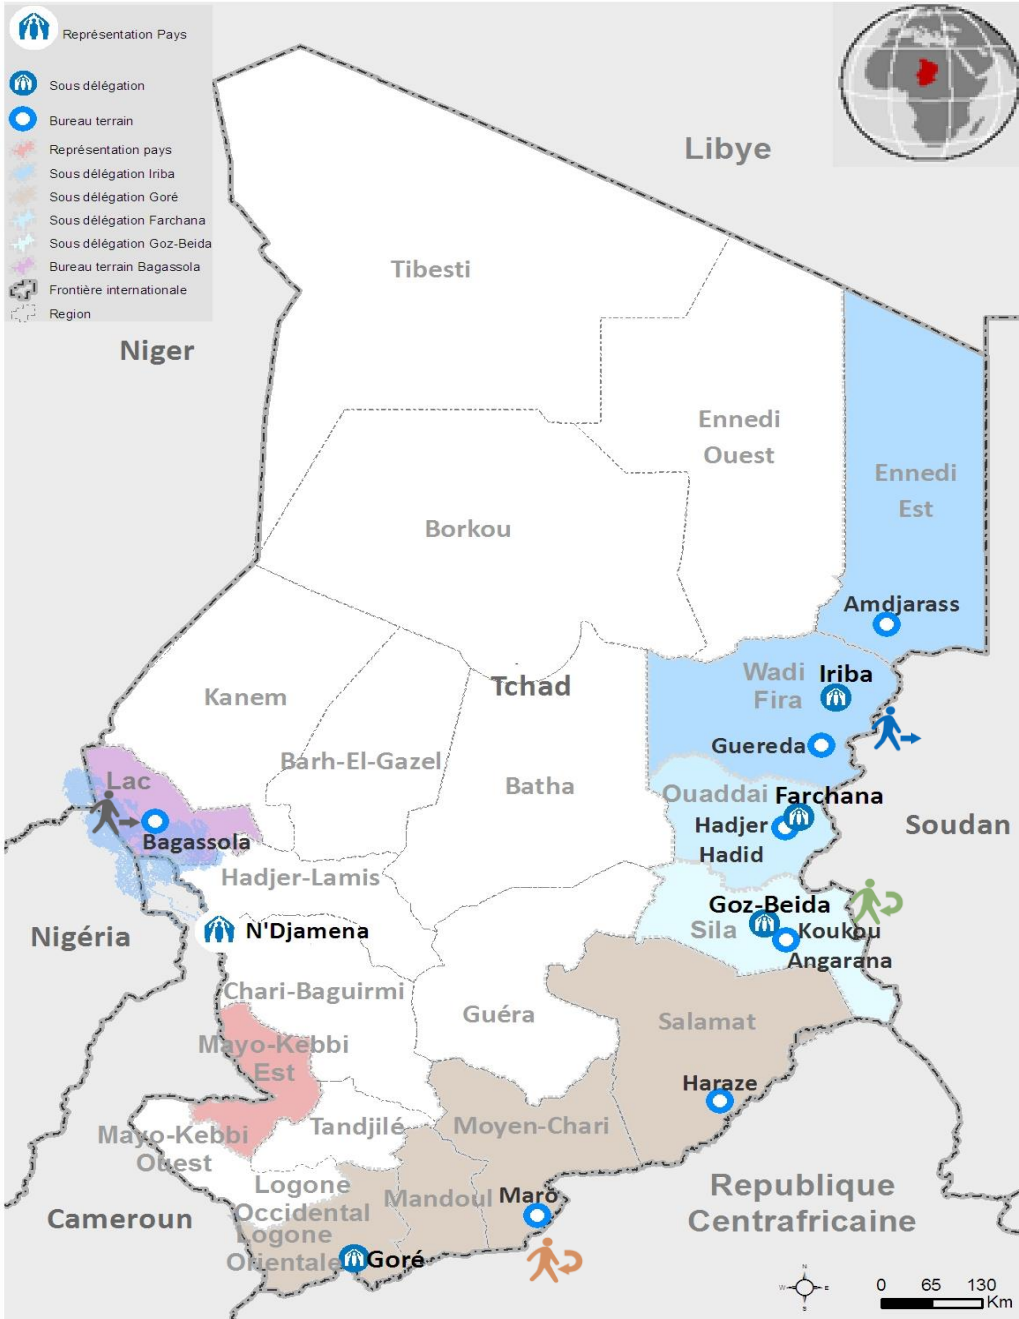 Représentation Pays
Sous délégation
Bureau terrain
Représentation pays
Sous délégation Iriba
Sous délégation Goré
Sous délégation Farchana
Sous délégation Goz-Beida
Bureau terrain Bagassola
Frontière internationale
Region
Libye
Niger
Tibesti
Ennedi
Ouest
Ennedi
Est
Borkou
Amdjarass
Wadi
Fira
Iriba
Kanem
Tchad
Guereda
Barh-El-Gazel
Batha
Lac
Ouaddai
Farchana
Hadjer
Hadid
Soudan
Bagassola
Hadjer-Lamis
Goz-Beida
Sila
Koukou
Angarana
Nigéria
N'Djamena
Chari-Baguirmi
Guéra
Salamat
Mayo-Kebbi
Est
Haraze
Mayo-Kebbi
Ouest
Tandjilé
Moyen-Chari
Logone
Occidental
Mandoul
Maro
Republique
Centrafricaine
Cameroun
Logone
Orientale
Goré
N
W
E
S
0 65 130
Km